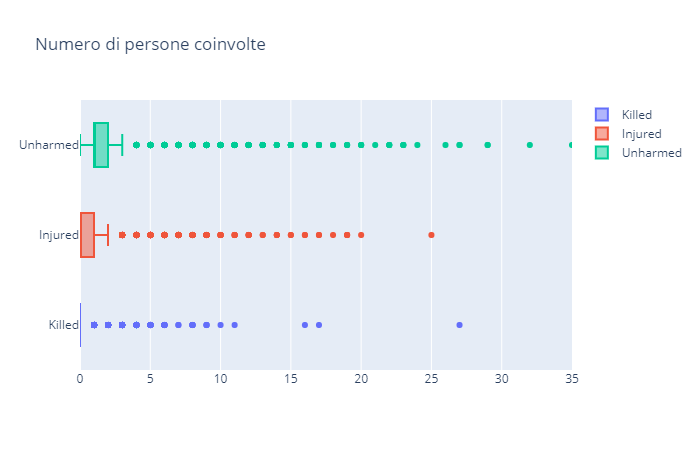 Numero di persone coinvolte
Killed
Injured
Unharmed
Unharmed
Injured
Killed
0 5 10 15 20 25 30 35